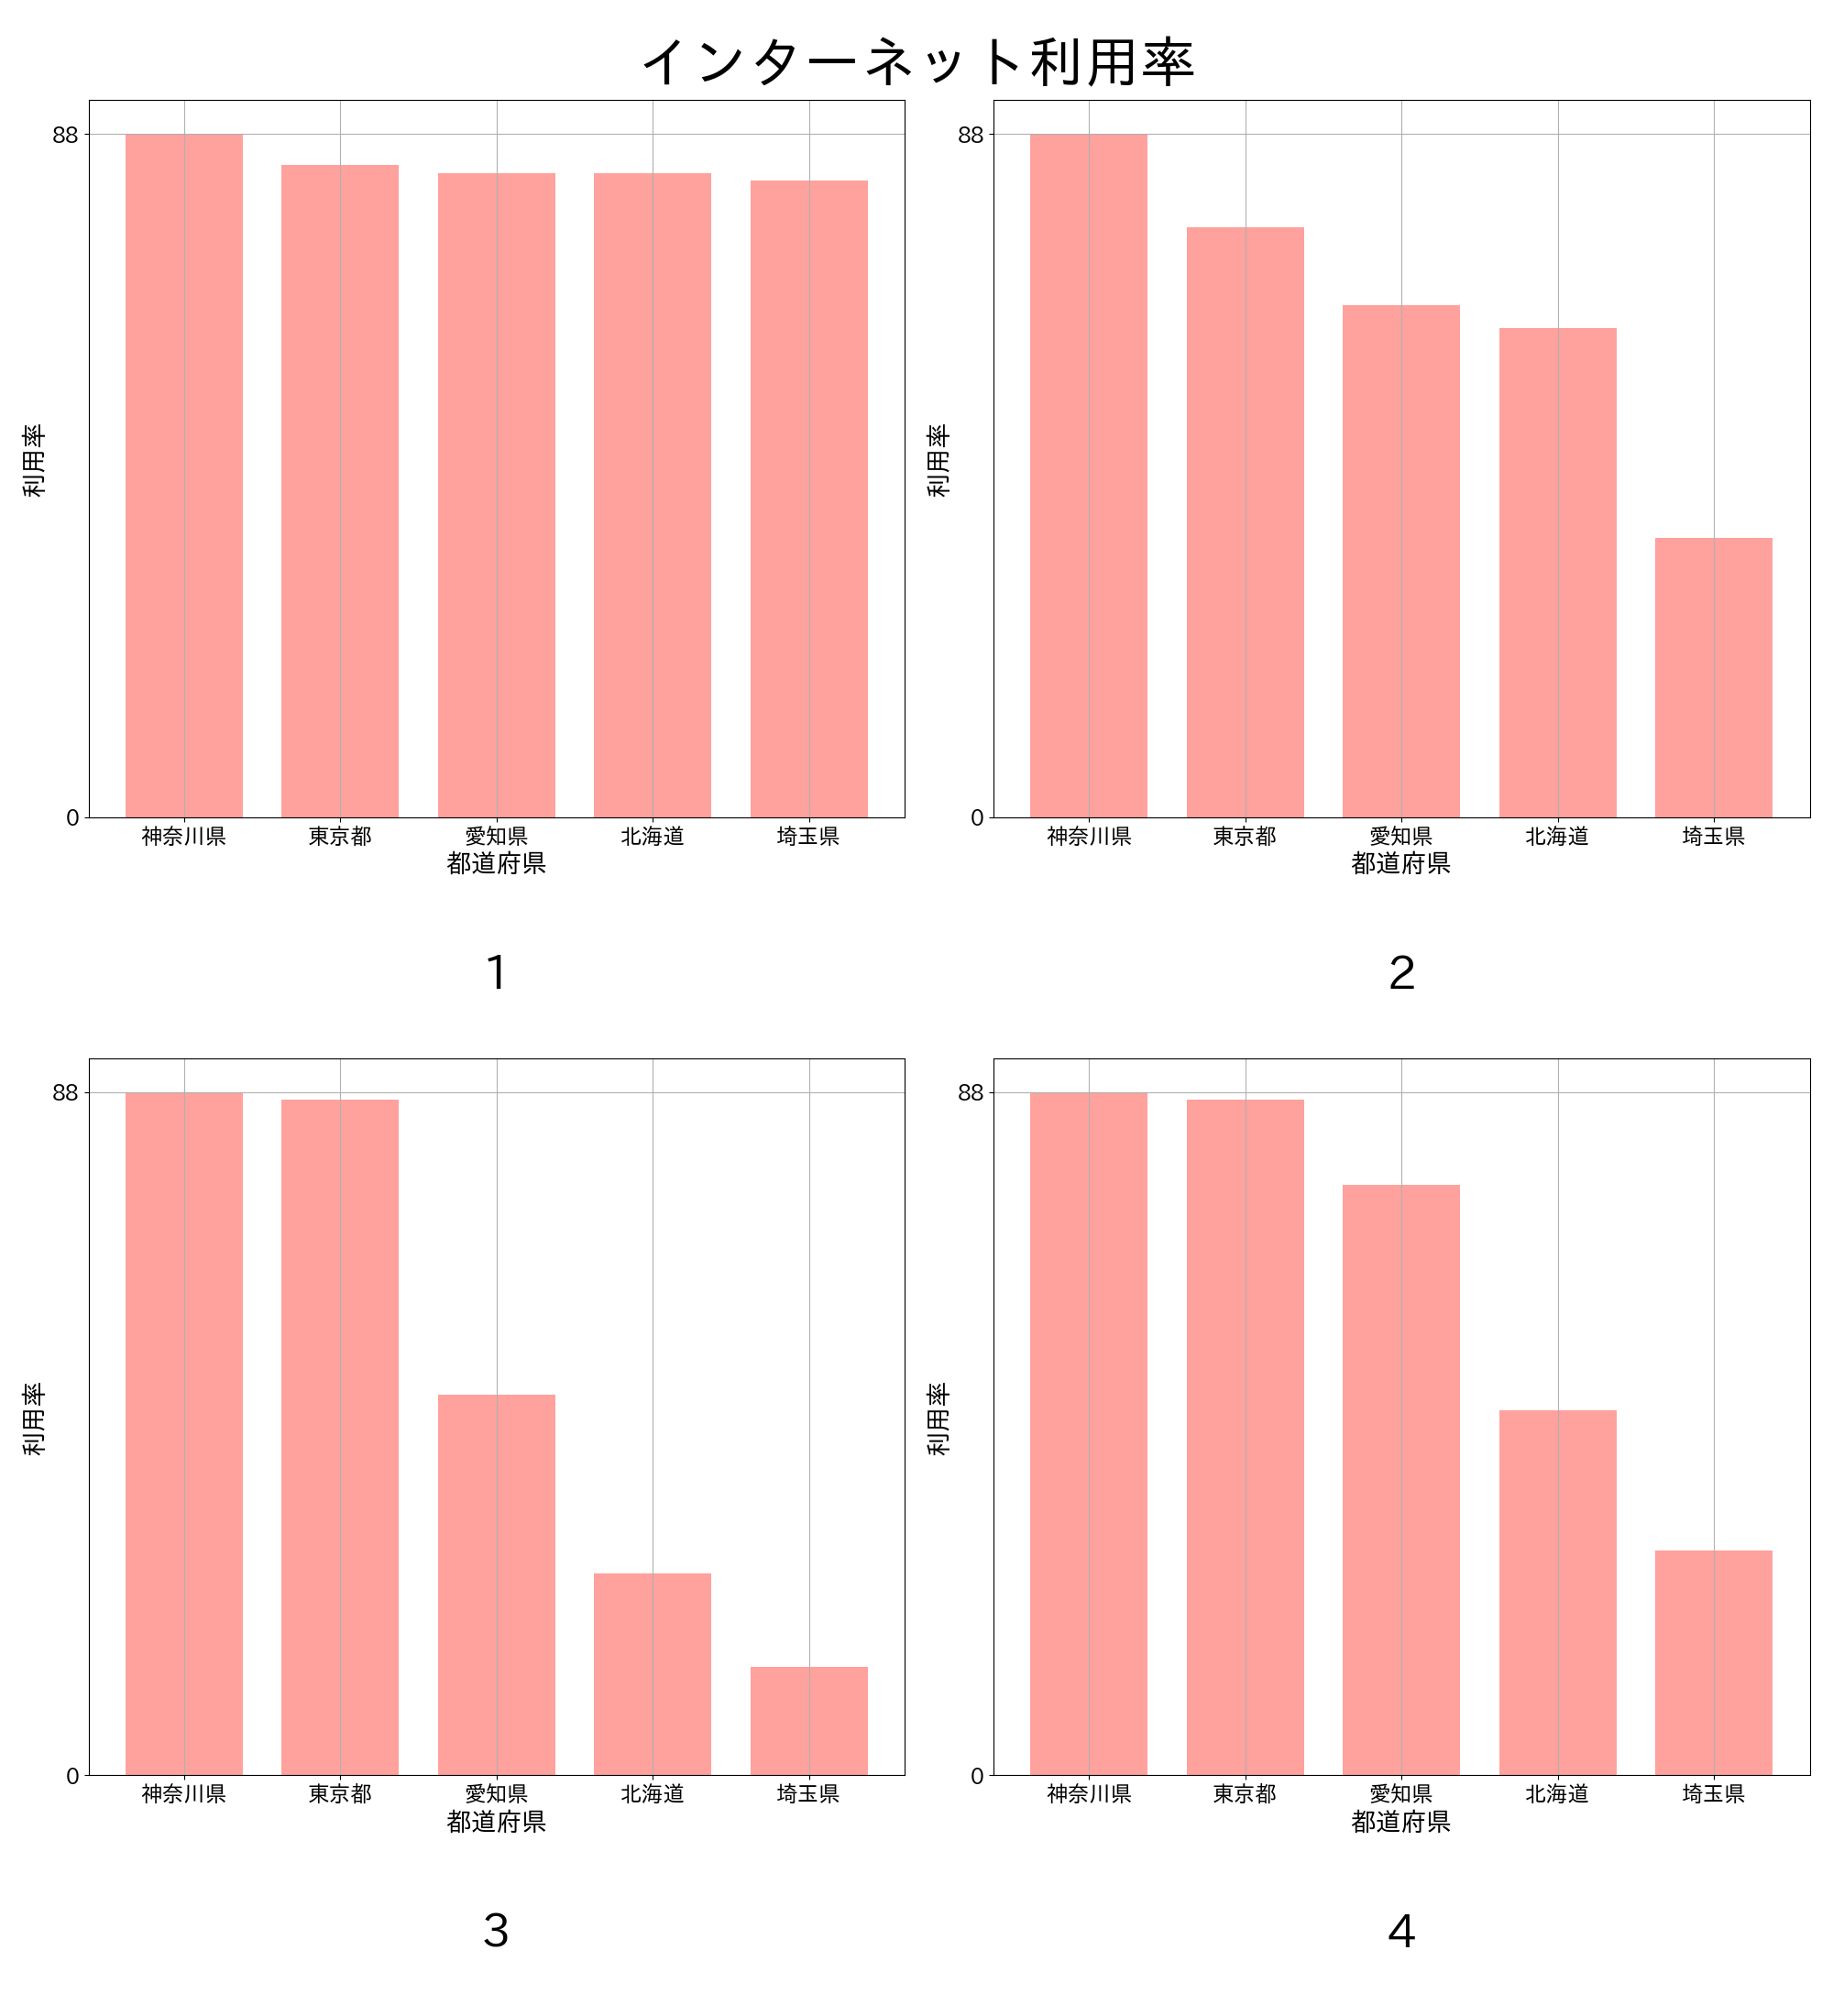 インターネット利用率
88
0
利用率
神奈川県 東京都 愛知県 北海道 埼玉県
都道府県
1
88
0
利用率
神奈川県 東京都 愛知県 北海道 埼玉県
都道府県
2
88
0
利用率
神奈川県 東京都 愛知県 北海道 埼玉県
都道府県
3
88
0
利用率
神奈川県 東京都 愛知県 北海道 埼玉県
都道府県
4